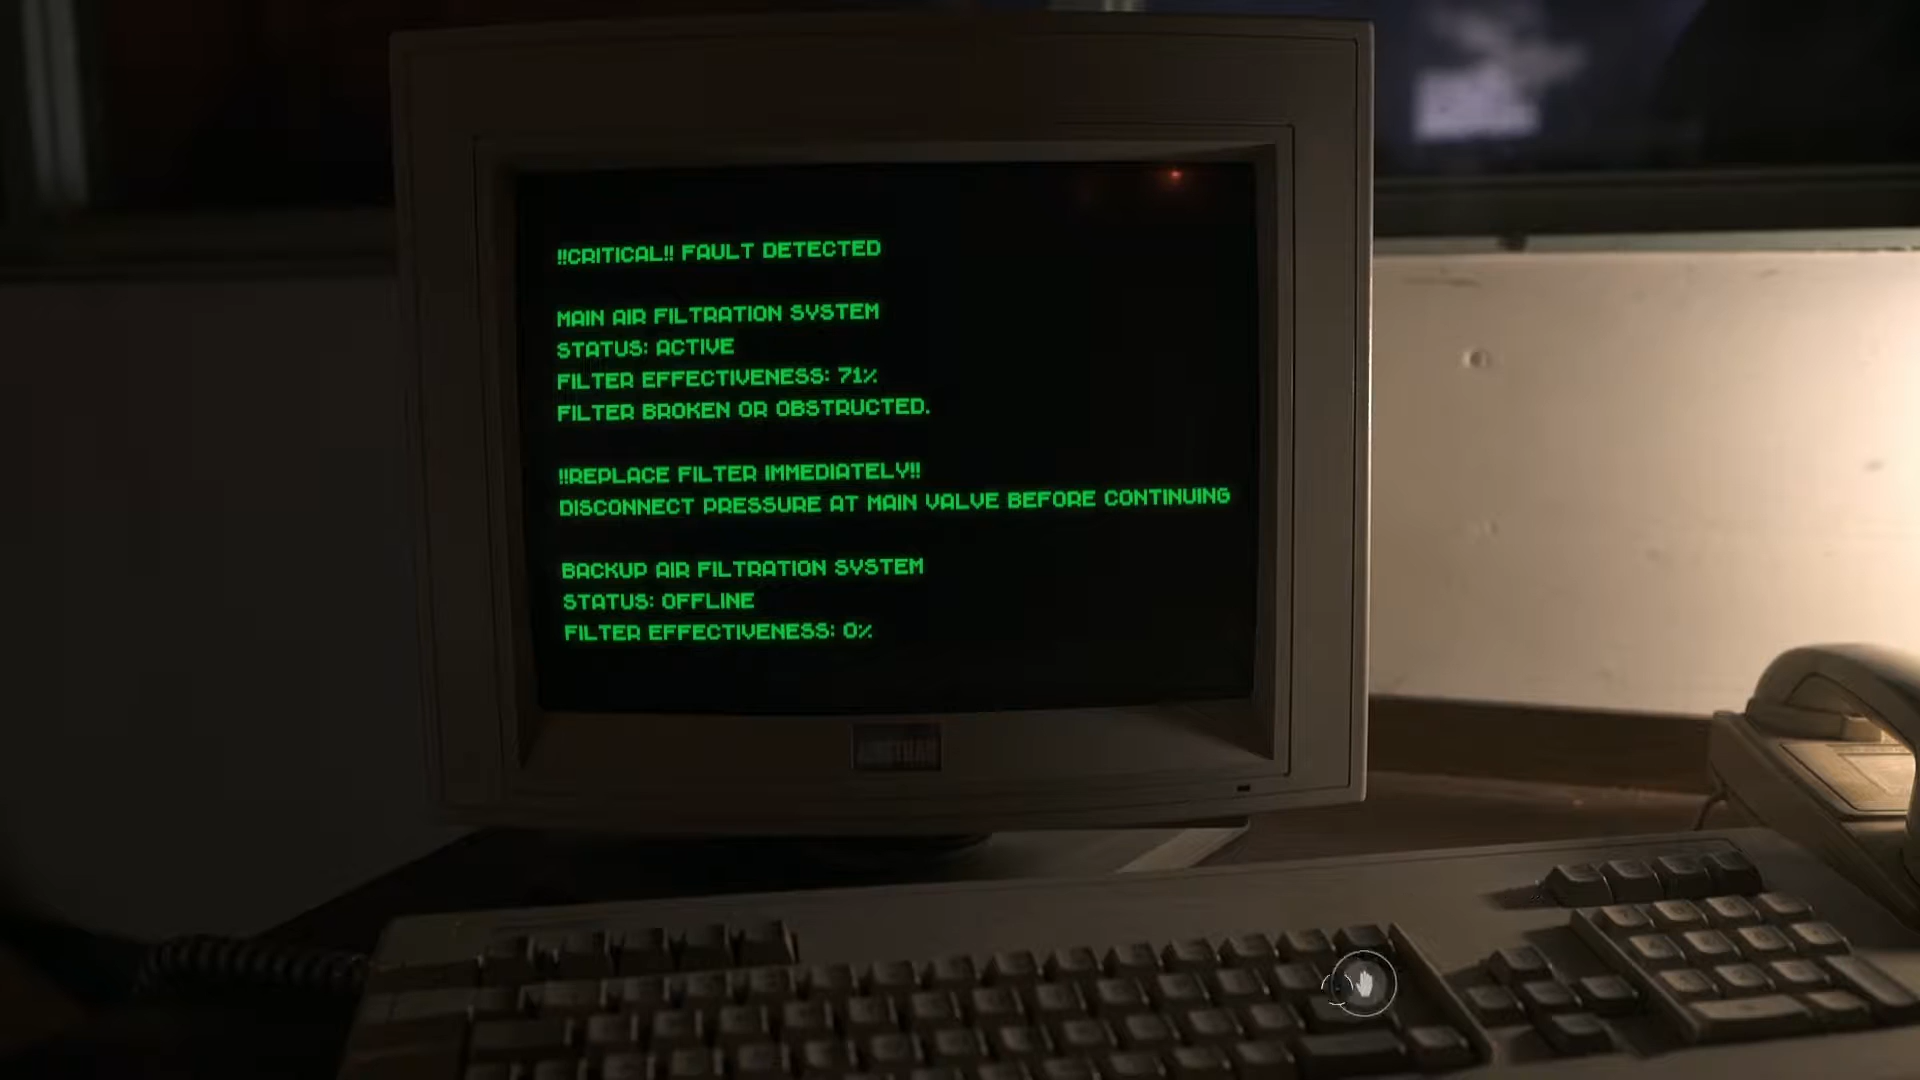 !!CRITICAL!! FAULT DETECTED
MAIN AIR FILTRATION SYSTEM
STATUS: ACTIVE
FILTER EFFECTIVENESS: 71%
FILTER BROKEN OR OBSTRUCTED.
!!REPLACE FILTER IMMEDIATELY!!
DISCONNECT PRESSURE AT MAIN VALVE BEFORE CONTINUING
BACKUP AIR FILTRATION SYSTEM
STATUS: OFFLINE
FILTER EFFECTIVENESS: 0%